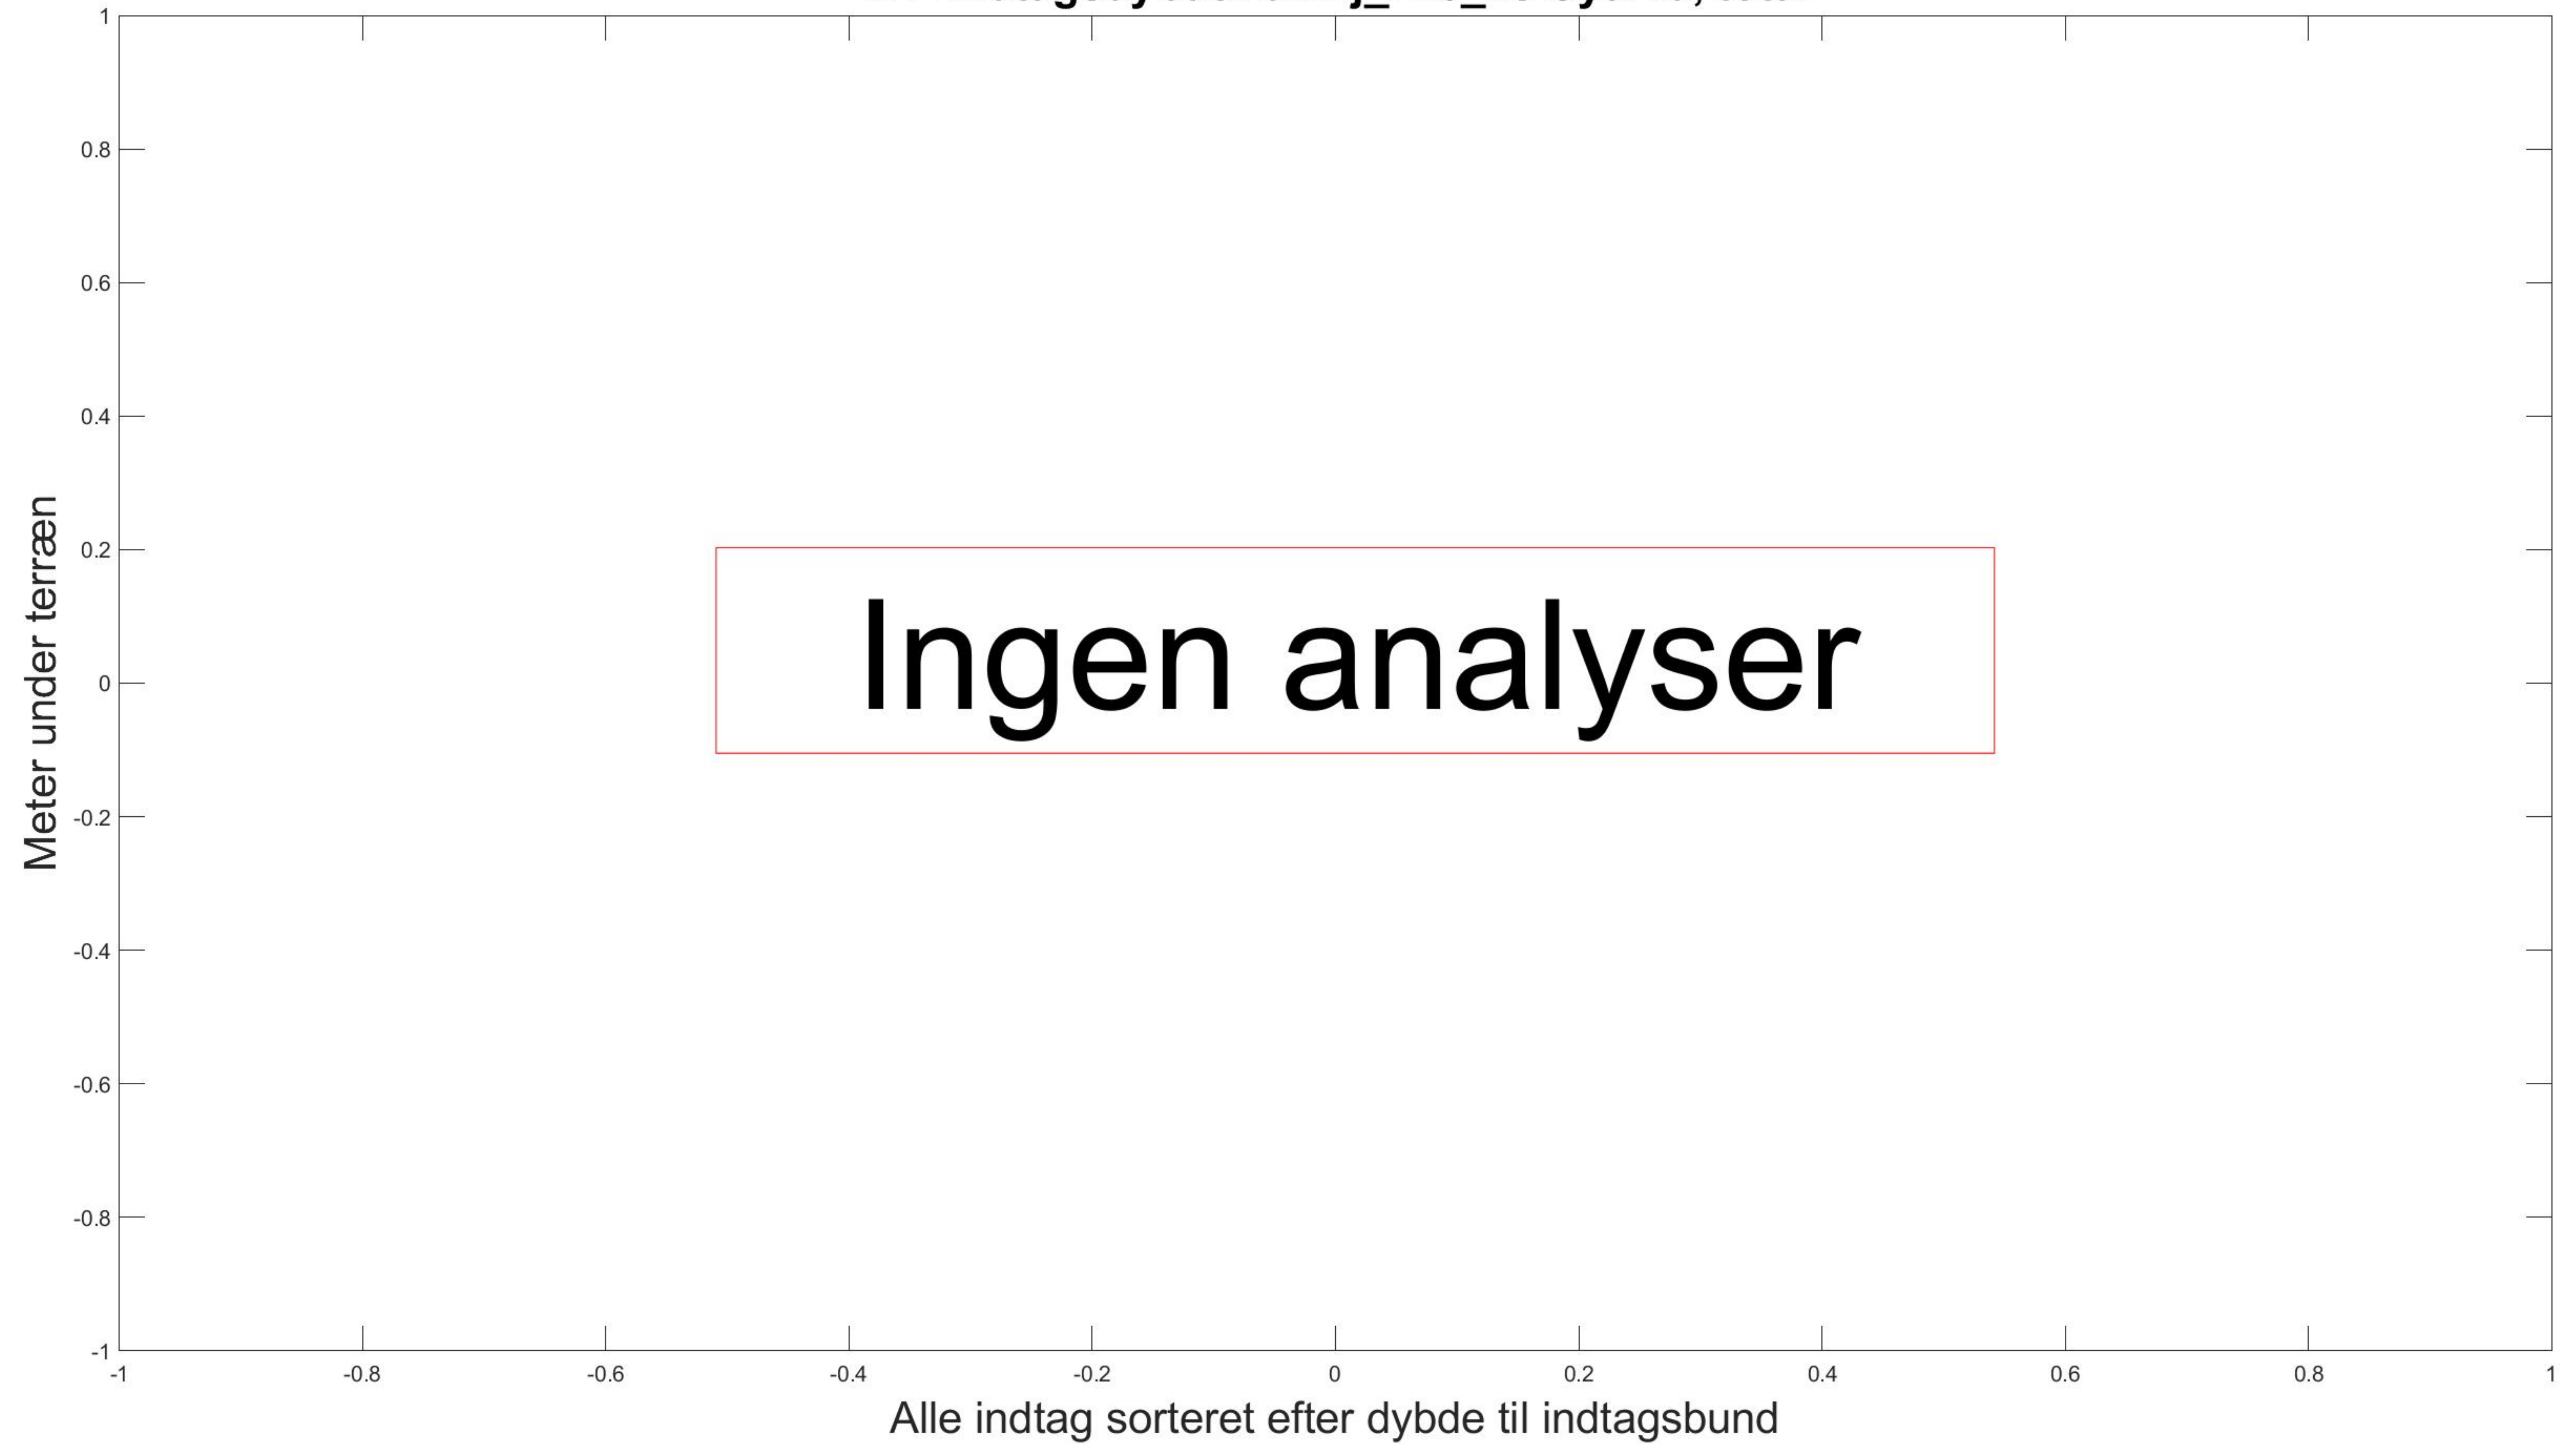 1
0.8
0.6
0.4
0.2
0
-0.2
-0.4
-0.6
-0.8
-1
Meter under terræn
Ingen analyser
-1 -0.8 -0.6 -0.4 -0.2 0 0.2 0.4 0.6 0.8 1
Alle indtag sorteret efter dybde til indtagsbund